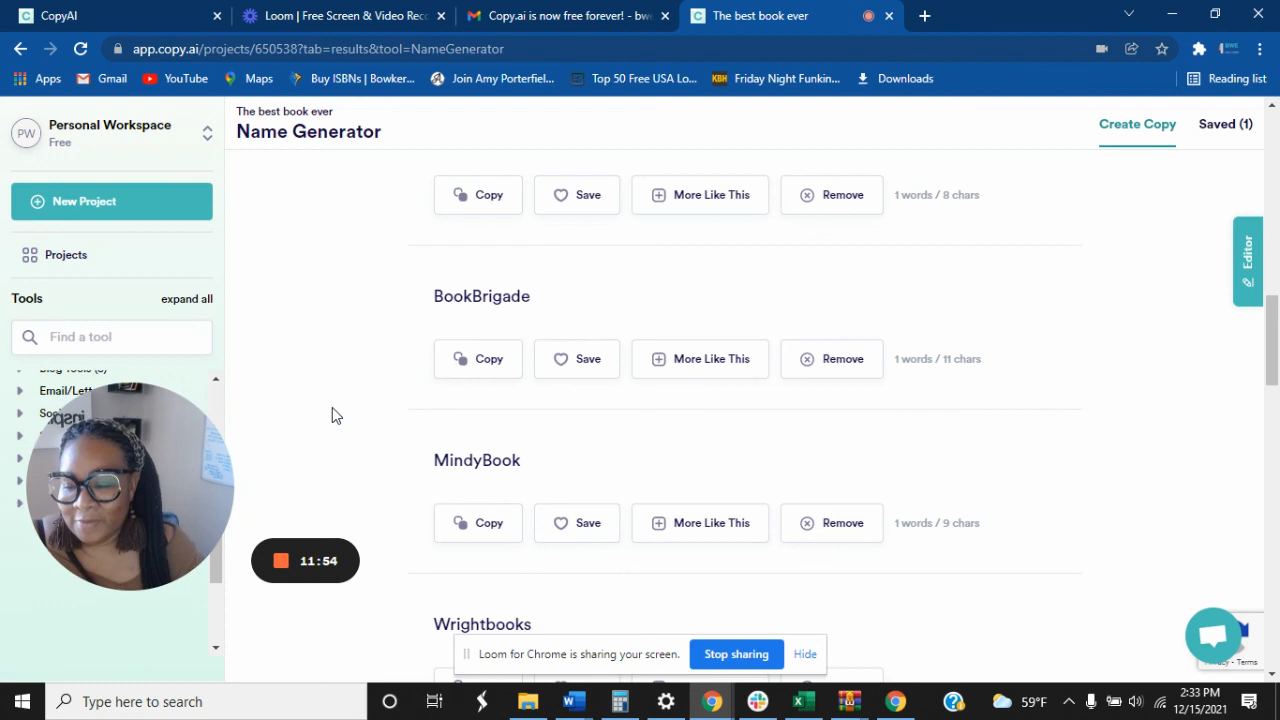 CopyAI
Loom | Free Screen & Video Rec
Copy.ai is now free forever! - bw
The best book ever
app.copy.ai/projects/650538?tab=results&tool=NameGenerator
Apps
Gmail
YouTube
Maps
Buy ISBNs | Bowker...
Join Amy Porterfiel...
Top 50 Free USA Lo...
KBH
Friday Night Funkin...
Downloads
Reading list
PW
Personal Workspace
Free
New Project
Projects
Tools
expand all
Find a tool
Email/Lett
Soc
inspi
The best book ever
Name Generator
Create Copy
Saved (1)
Copy
Save
More Like This
Remove
1 words / 8 chars
BookBrigade
Copy
Save
More Like This
Remove
1 words / 11 chars
MindyBook
Copy
Save
More Like This
Remove
1 words / 9 chars
Wrightbooks
Editor
11:54
Loom for Chrome is sharing your screen.
Stop sharing
Hide
Privacy - Terms
Type here to search
59°F
2:33 PM
12/15/2021